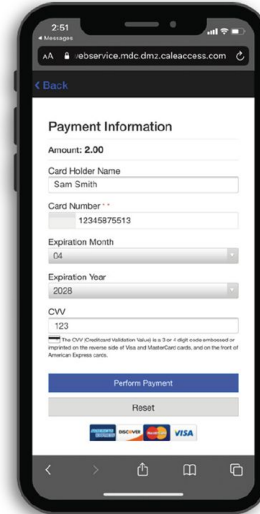 2:51
Messages
AA ebservice.mdc.dmz.caleaccess.com
Back
Payment Information
Amount: 2.00
Card Holder Name
Sam Smith
Card Number **
12345875513
Expiration Month
04
Expiration Year
2028
CVV
123
The CVV (Creditcard Validation Value) is a 3 or 4 digit code embossed or
imprinted on the reverse side of Visa and MasterCard cards, and on the front of
American Express cards.
Perform Payment
Reset
DISCOVER VISA